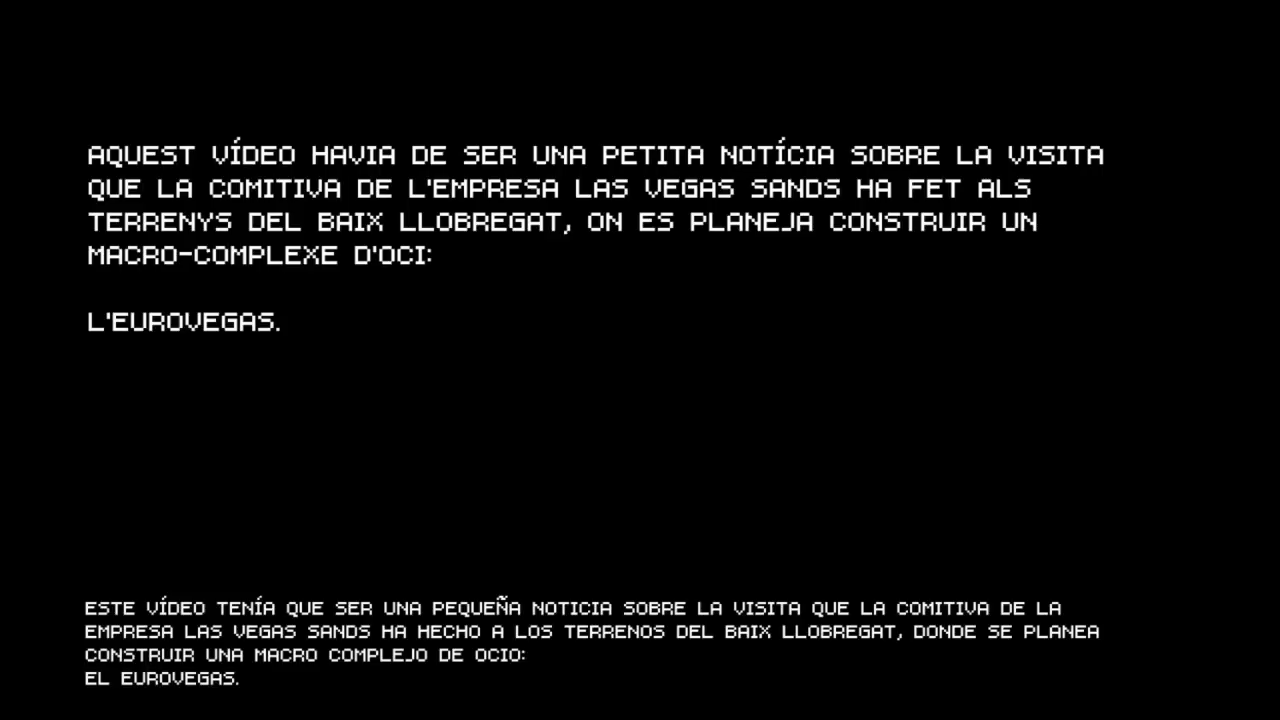 AQUEST VÍDEO HAVIA DE SER UNA PETITA NOTÍCIA SOBRE LA VISITA
QUE LA COMITIVA DE L'EMPRESA LAS VEGAS SANDS HA FET ALS
TERRENYS DEL BAIX LLOBREGAT, ON ES PLANEJA CONSTRUIR UN
MACRO-COMPLEXE D'OCI:
L'EUROVEGAS.
ESTE VÍDEO TENÍA QUE SER UNA PEQUEÑA NOTICIA SOBRE LA VISITA QUE LA COMITIVA DE LA
EMPRESA LAS VEGAS SANDS HA HECHO A LOS TERRENOS DEL BAIX LLOBREGAT, DONDE SE PLANEA
CONSTRUIR UNA MACRO COMPLEJO DE OCIO:
EL EUROVEGAS.